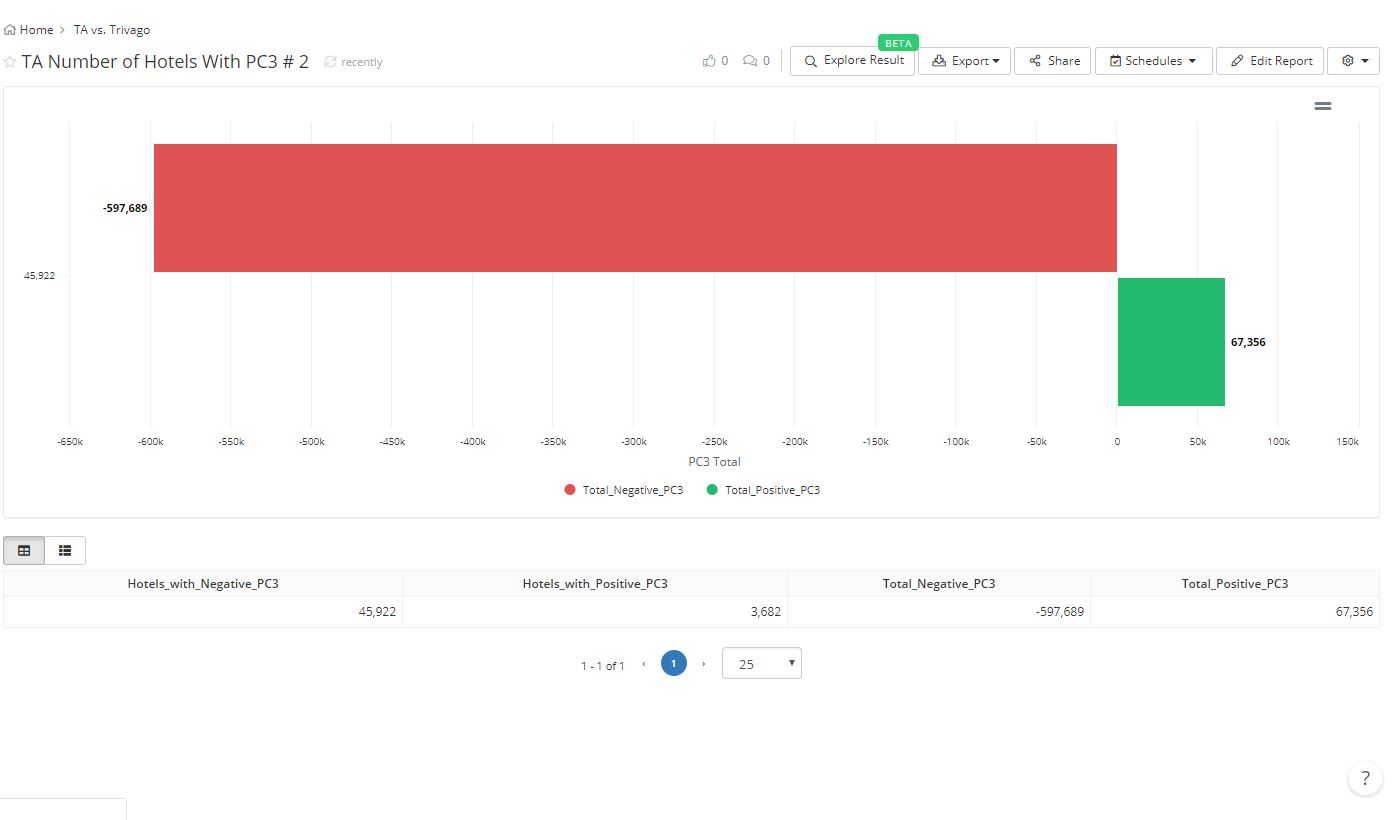 Home > TA vs. Trivago
TA Number of Hotels With PC3 # 2 recently
0 0 Explore Result BETA Export Share Schedules Edit Report
-597,689
45,922
67,356
-650k -600k -550k -500k -450k -400k -350k -300k -250k -200k -150k -100k -50k 0 50k 100k 150k
PC3 Total
Total_Negative_PC3 Total_Positive_PC3
Hotels_with_Negative_PC3 Hotels_with_Positive_PC3 Total_Negative_PC3 Total_Positive_PC3
45,922 3,682 -597,689 67,356
1 - 1 of 1 ‹ 1 › 25
?